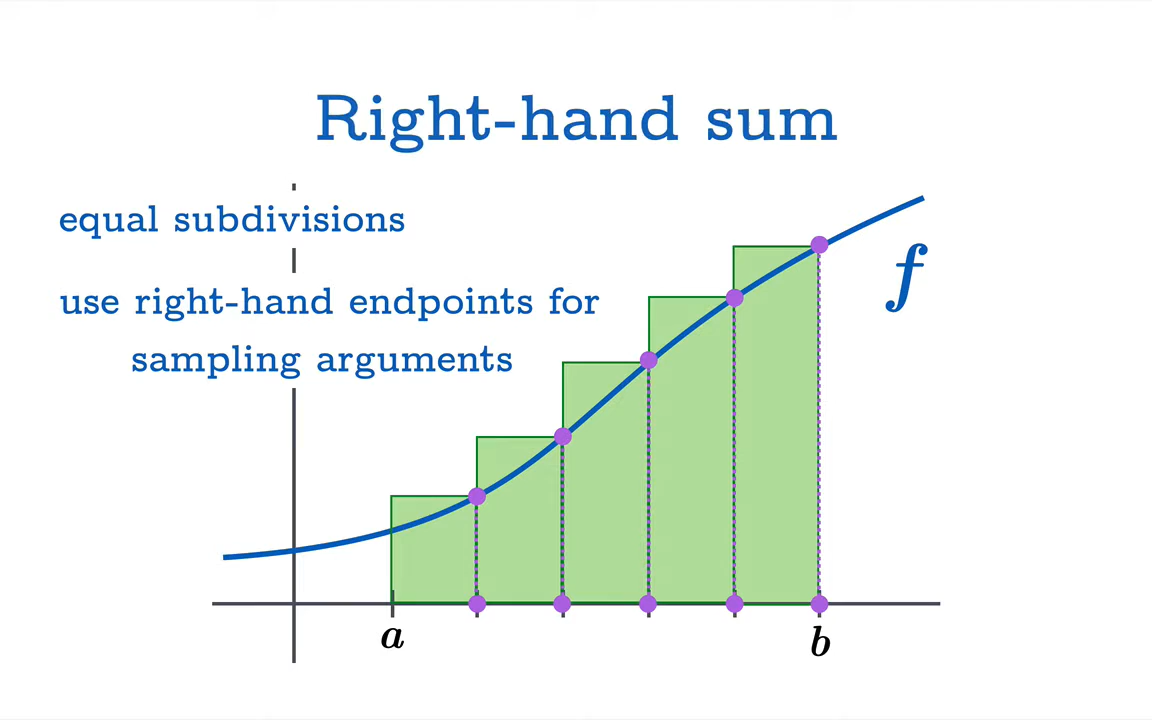 Right-hand sum
equal subdivisions
use right-hand endpoints for
sampling arguments
f
a
b